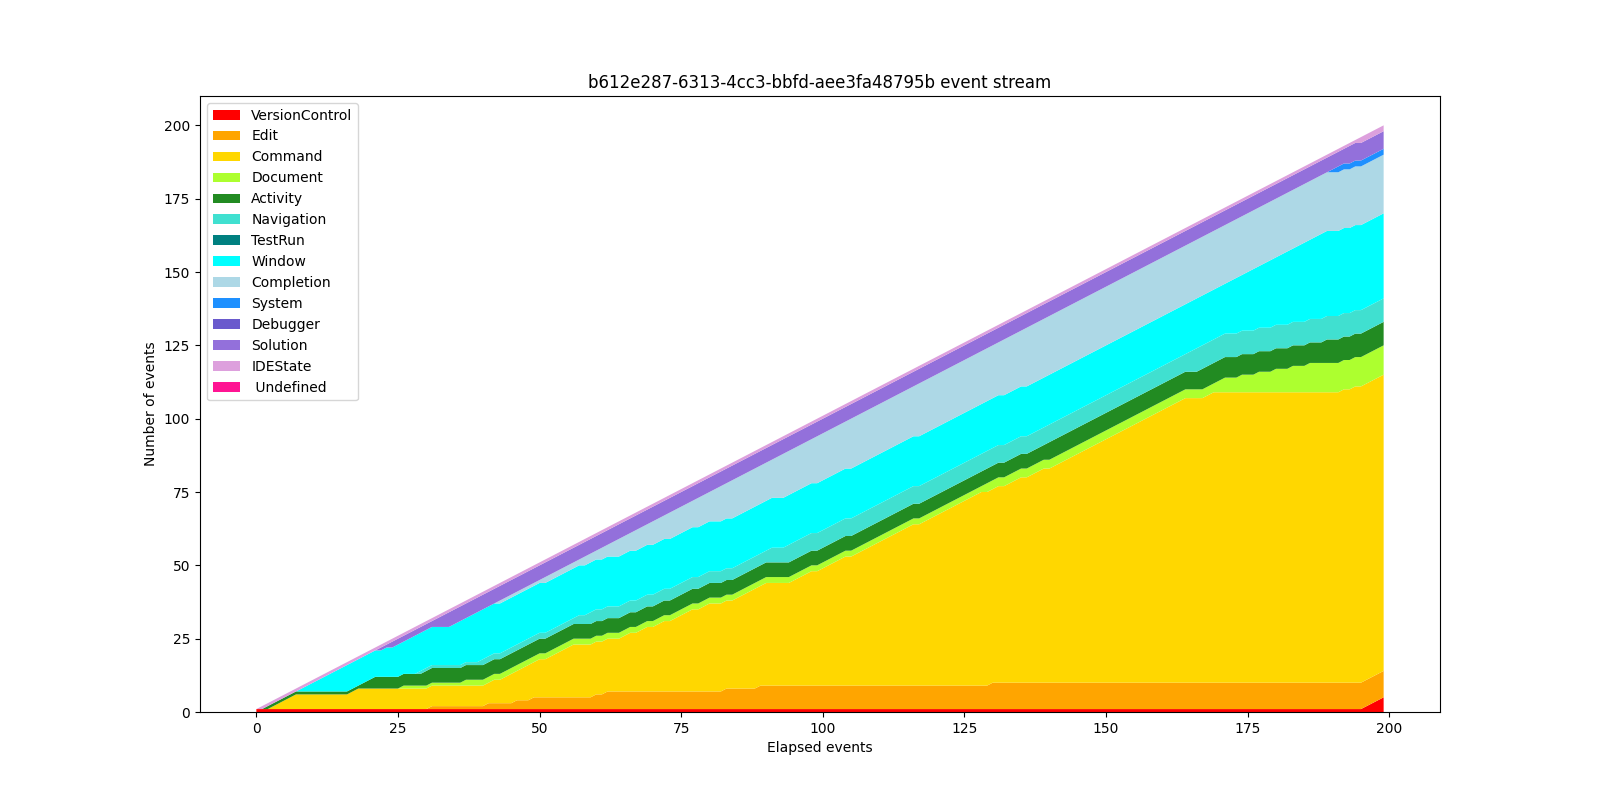 b612e287-6313-4cc3-bbfd-aee3fa48795b event stream
VersionControl
Edit
Command
Document
Activity
Navigation
TestRun
Window
Completion
System
Debugger
Solution
IDEState
Undefined
Number of events
200
175
150
125
100
75
50
25
0
0 25 50 75 100 125 150 175 200
Elapsed events